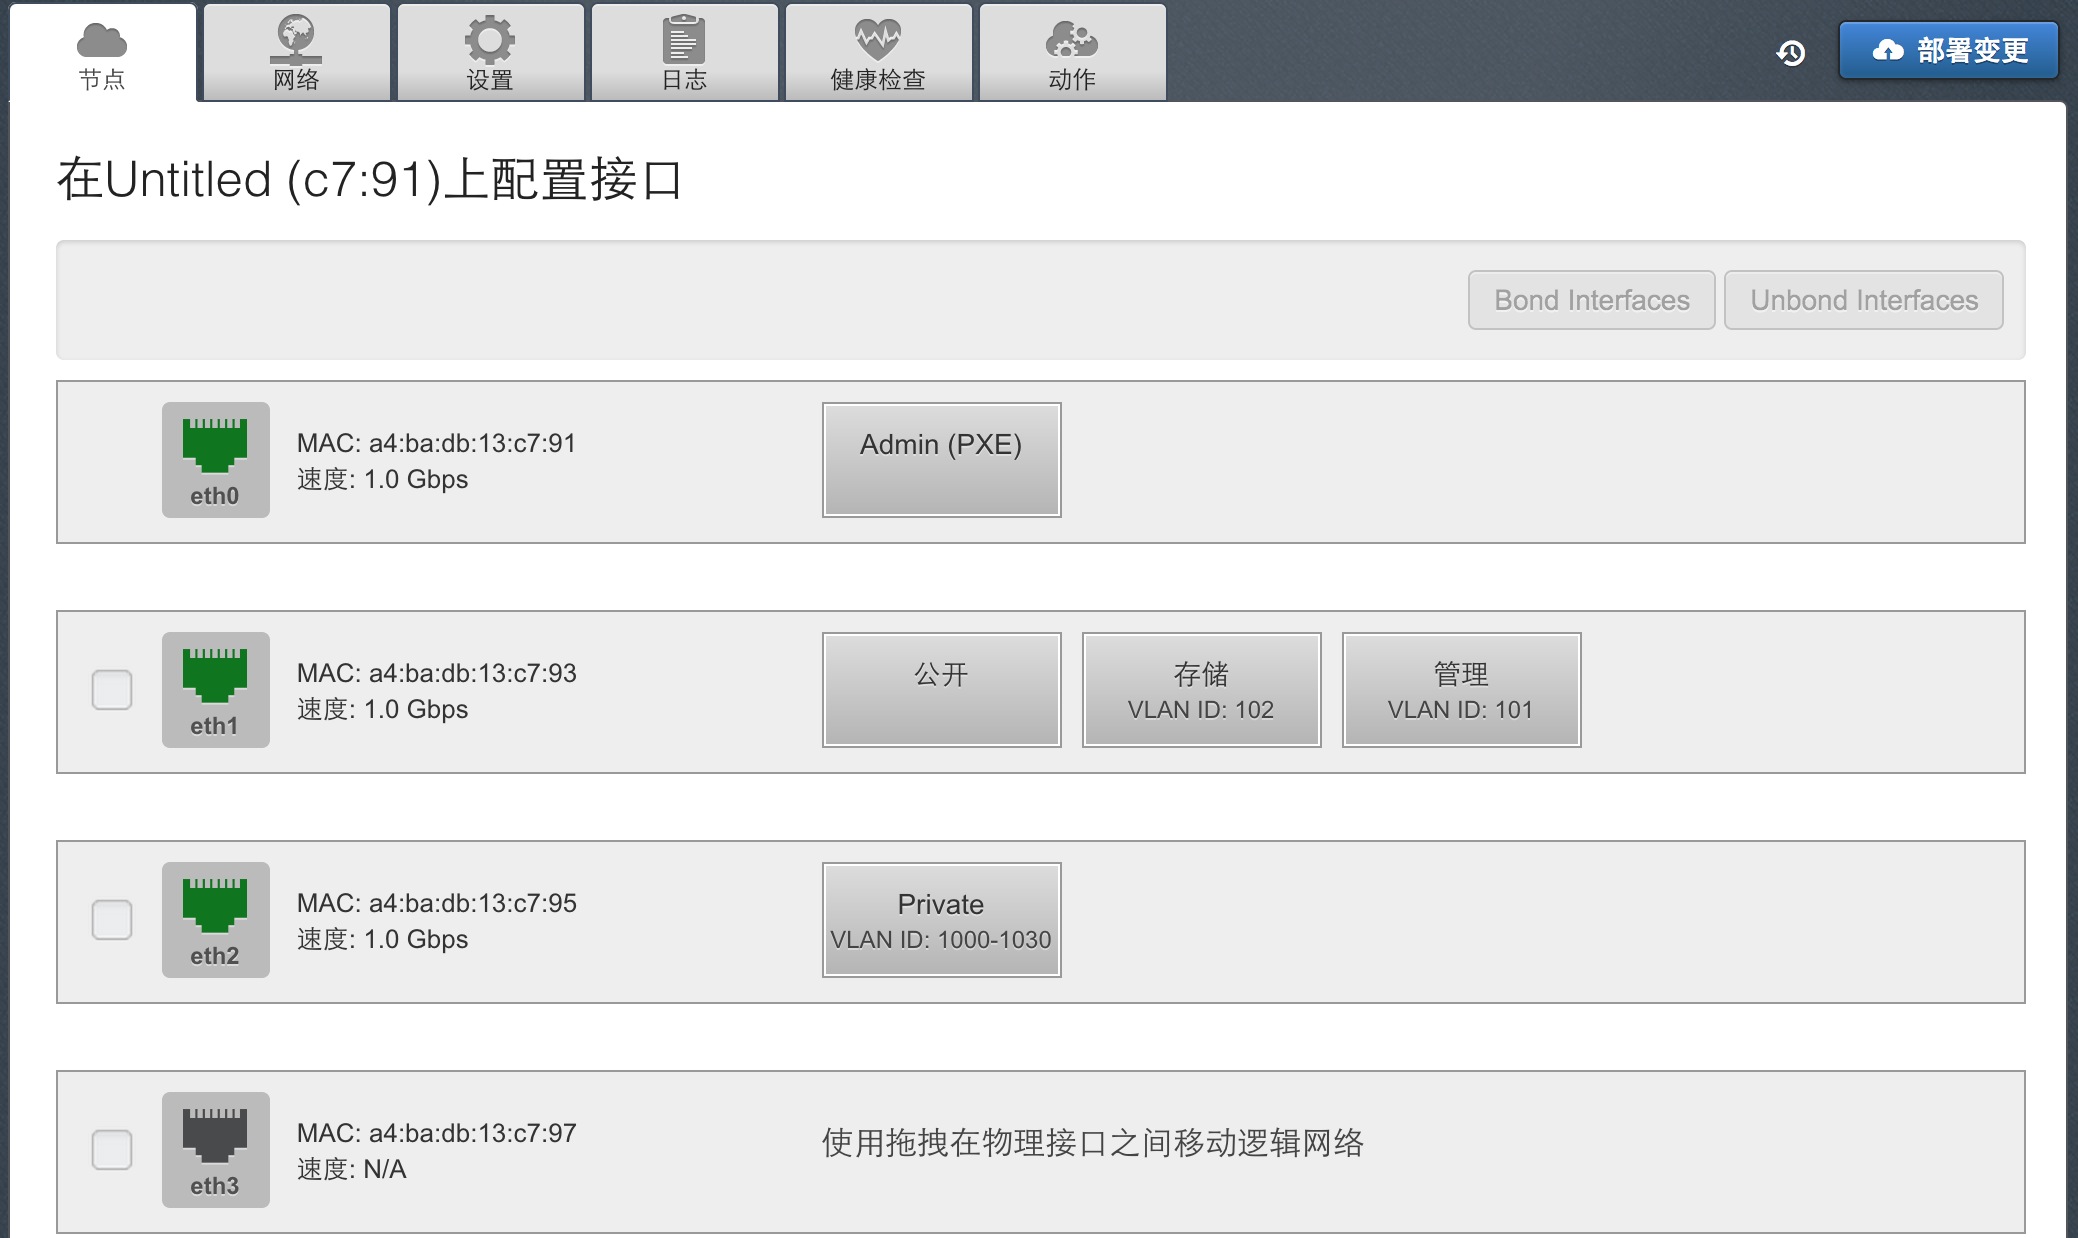 节点
网络
设置
日志
健康检查
动作
部署变更
在Untitled (c7:91)上配置接口
Bond Interfaces
Unbond Interfaces
eth0
MAC: a4:ba:db:13:c7:91
速度: 1.0 Gbps
Admin (PXE)
eth1
MAC: a4:ba:db:13:c7:93
速度: 1.0 Gbps
公开
存储
VLAN ID: 102
管理
VLAN ID: 101
eth2
MAC: a4:ba:db:13:c7:95
速度: 1.0 Gbps
Private
VLAN ID: 1000-1030
eth3
MAC: a4:ba:db:13:c7:97
速度: N/A
使用拖拽在物理接口之间移动逻辑网络